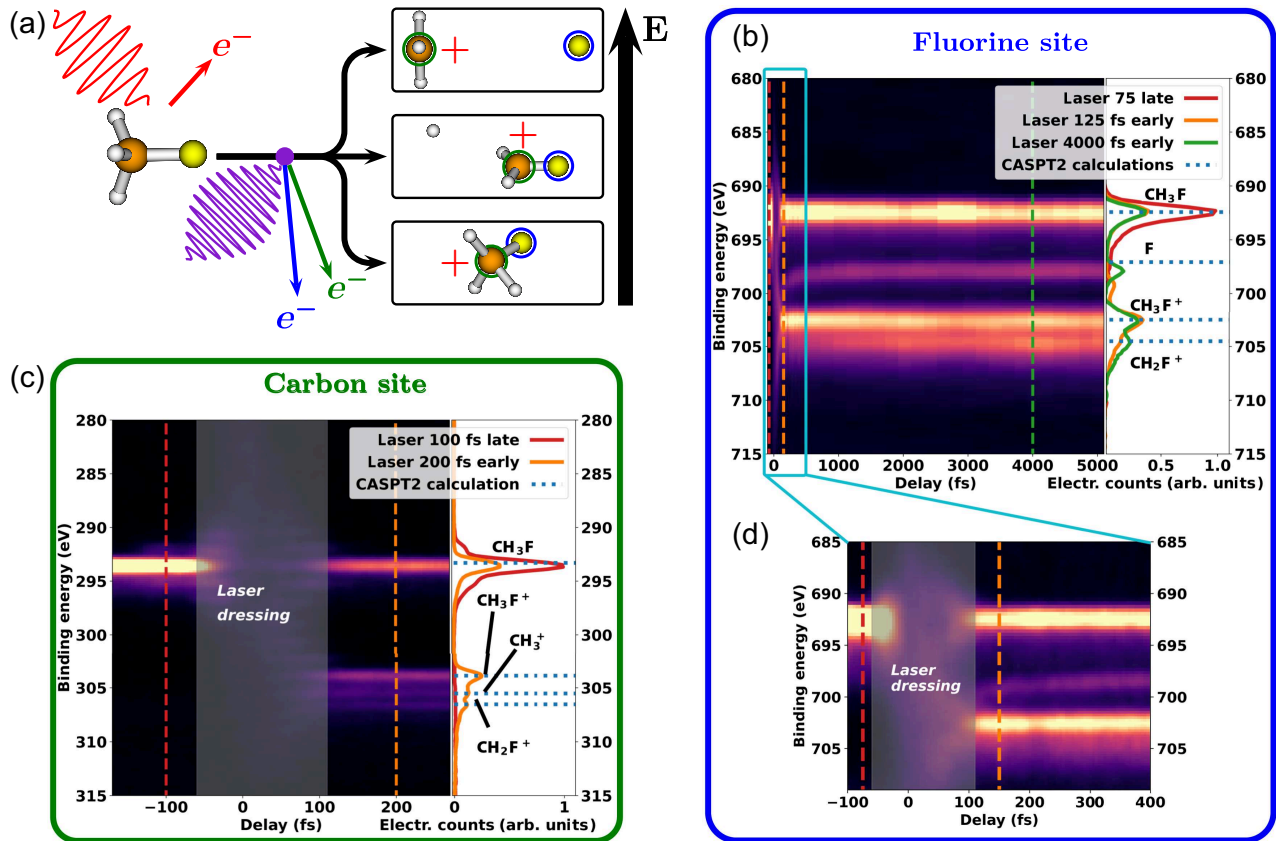 (a)
e⁻
+
E
+
+
e⁻
e⁻
(b)
Fluorine site
680
685
690
695
700
705
710
715
Binding energy (eV)
0
1000
2000
3000
4000
5000
Delay (fs)
Laser 75 late
Laser 125 fs early
Laser 4000 fs early
CASPT2 calculations
CH₃F
F
CH₃F⁺
CH₂F⁺
0.5
1.0
Electr. counts (arb. units)
680
685
690
695
700
705
710
715
(c)
Carbon site
280
285
290
295
300
305
310
315
Binding energy (eV)
Laser dressing
−100
0
100
200
Delay (fs)
Laser 100 fs late
Laser 200 fs early
CASPT2 calculation
CH₃F
CH₃F⁺
CH₃⁺
CH₂F⁺
0
1
Electr. counts (arb. units)
280
285
290
295
300
305
310
315
(d)
685
690
695
700
705
Binding energy (eV)
Laser
dressing
−100
0
100
200
300
400
Delay (fs)
685
690
695
700
705